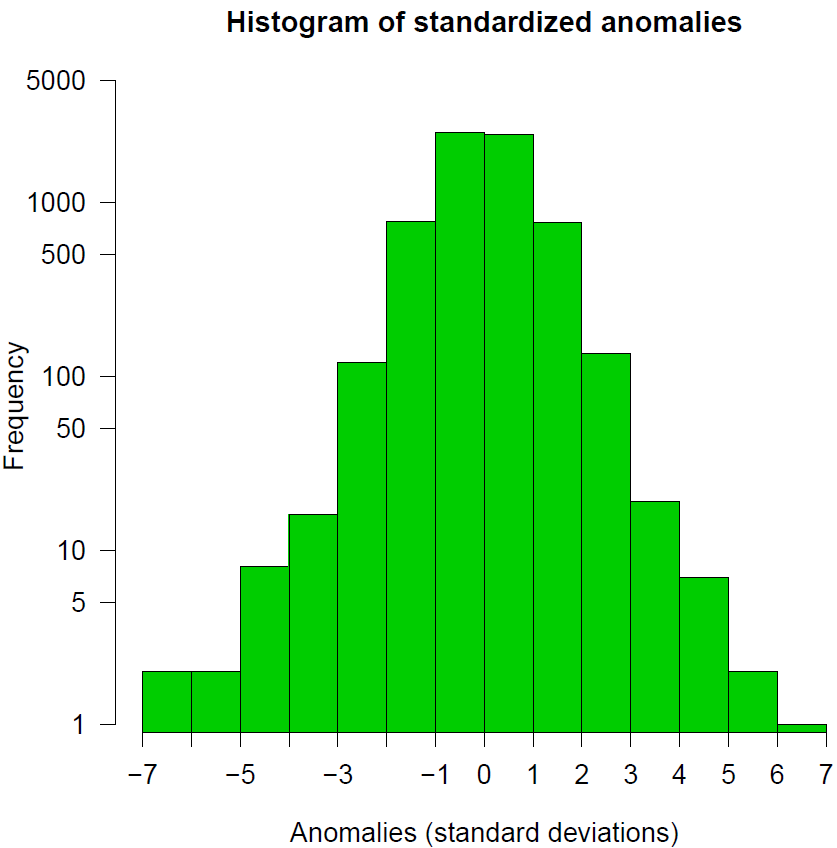 Histogram of standardized anomalies
5000
1000
500
100
50
10
5
1
Frequency
−7 −5 −3 −1 0 1 2 3 4 5 6 7
Anomalies (standard deviations)